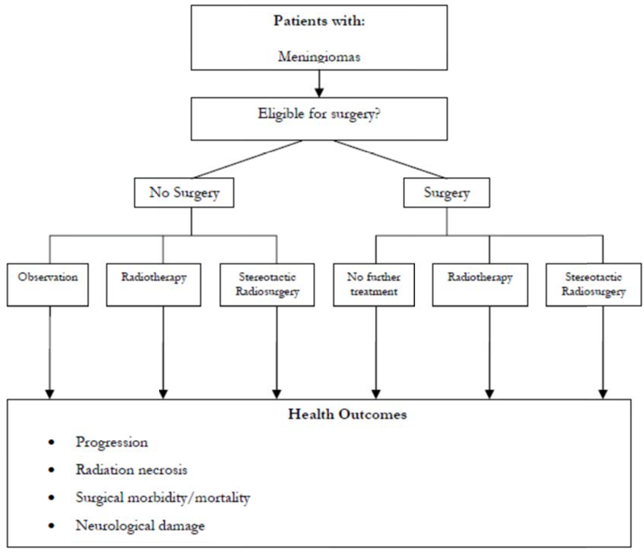 Patients with:
Meningiomas
Eligible for surgery?
No Surgery
Surgery
Observation
Radiotherapy
Stereotactic
Radiosurgery
No further
treatment
Radiotherapy
Stereotactic
Radiosurgery
Health Outcomes
• Progression
• Radiation necrosis
• Surgical morbidity/mortality
• Neurological damage